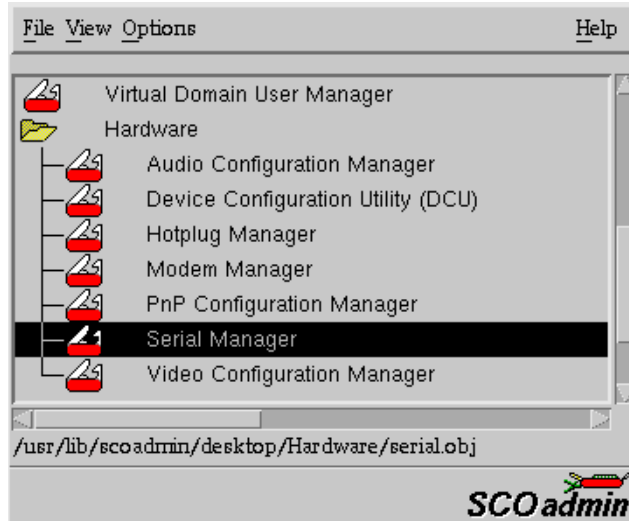 File View Options Help
Virtual Domain User Manager
Hardware
Audio Configuration Manager
Device Configuration Utility (DCU)
Hotplug Manager
Modem Manager
PnP Configuration Manager
Serial Manager
Video Configuration Manager
/usr/lib/scoadmin/desktop/Hardware/serial.obj
SCOadmin